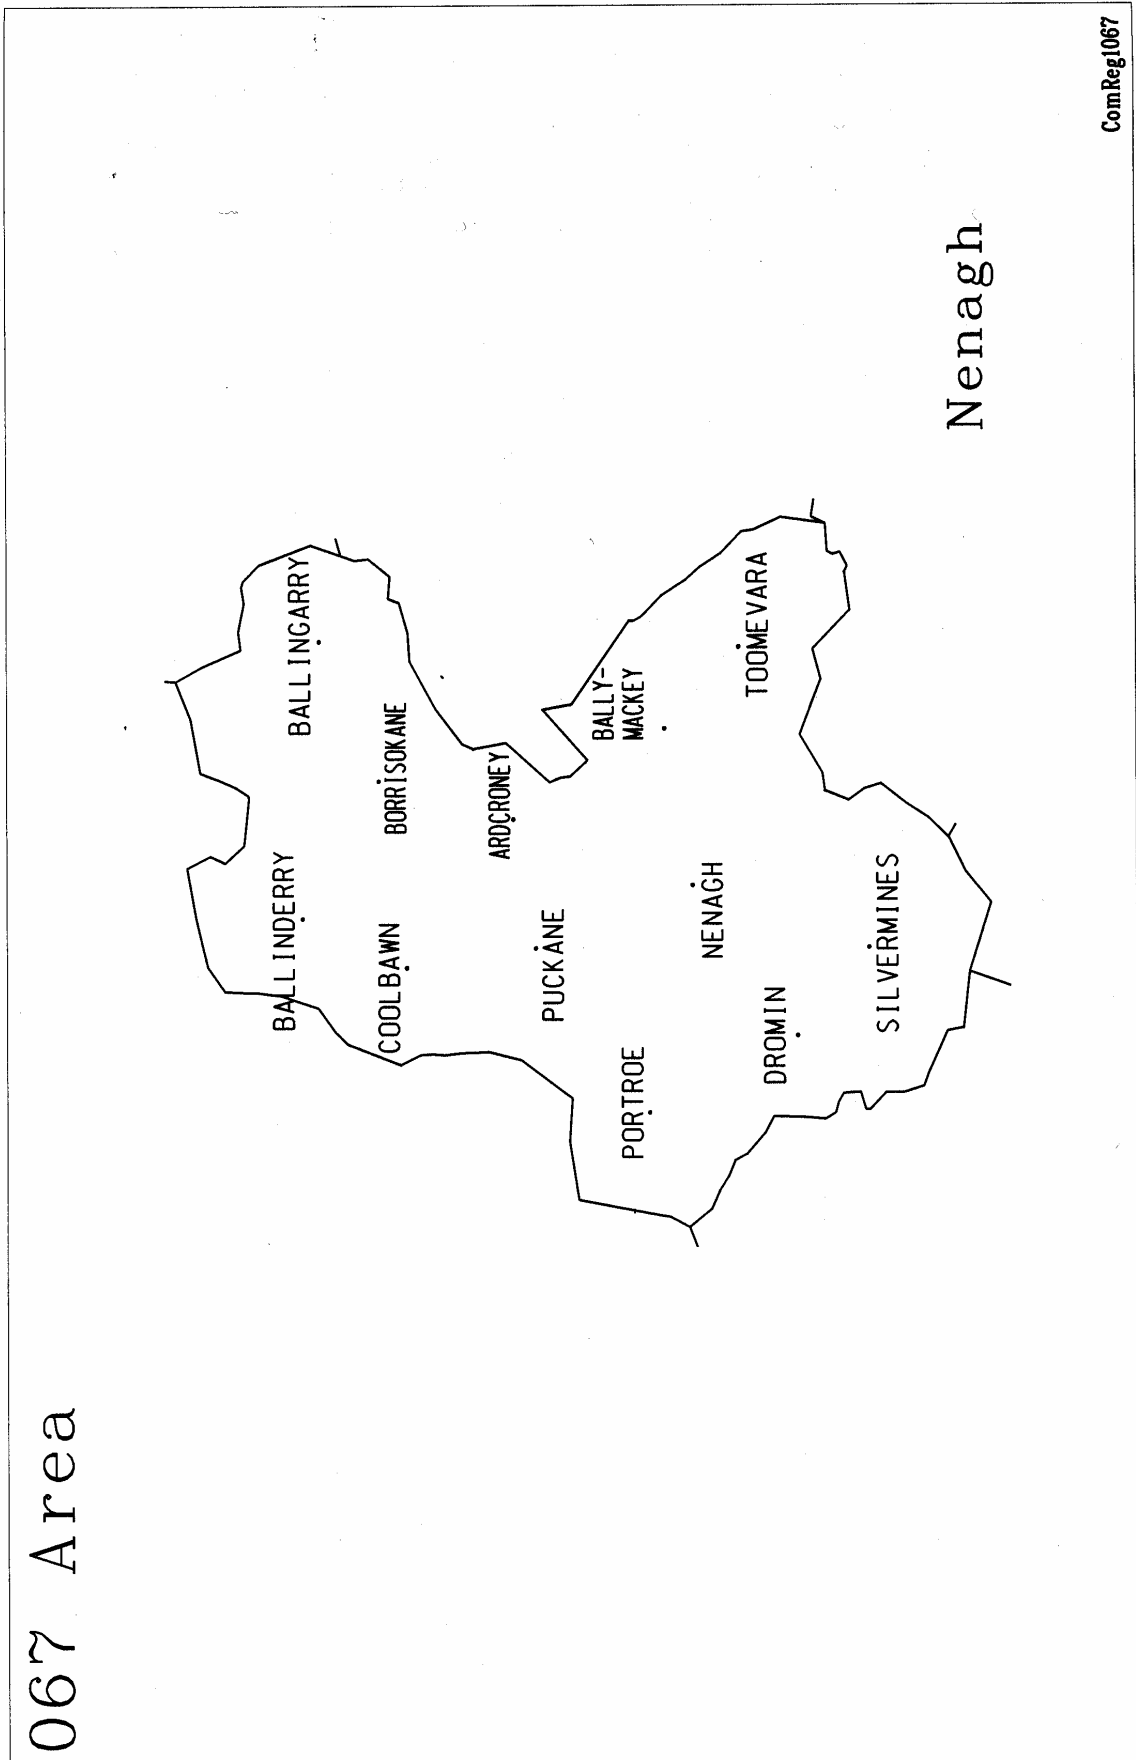 067 Area
BALLINDERRY
BALLINGARRY
COOLBAWN
BORRISOKANE
ARDCRONEY
PUCKANE
BALLY-
MACKEY
PORTROE
NENAGH
TOOMEVARA
DROMIN
SILVERMINES
Nenagh
ComReg1067